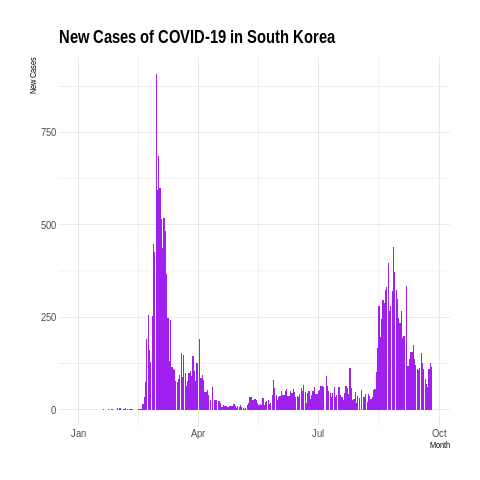 New Cases of COVID-19 in South Korea
New Cases
750
500
250
0
Jan Apr Jul Oct
Month